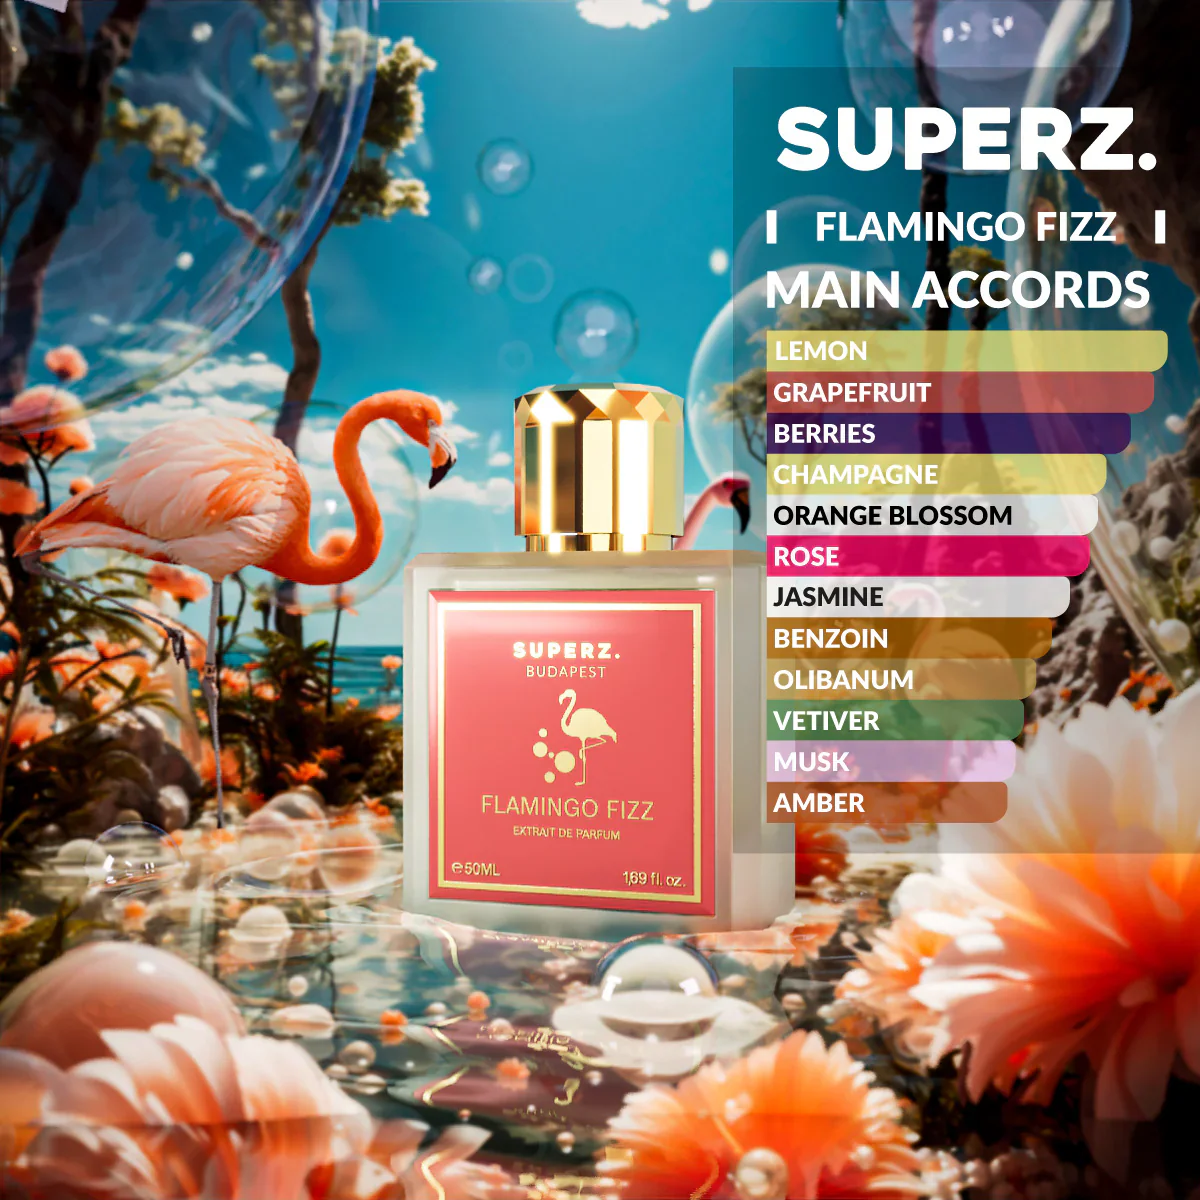 SUPERZ.
FLAMINGO FIZZ
MAIN ACCORDS
LEMON
GRAPEFRUIT
BERRIES
CHAMPAGNE
ORANGE BLOSSOM
ROSE
JASMINE
BENZOIN
OLIBANUM
VETIVER
MUSK
AMBER
SUPERZ.
BUDAPEST
FLAMINGO FIZZ
EXTRAIT DE PARFUM
℮50ML
1,69 fl. oz.